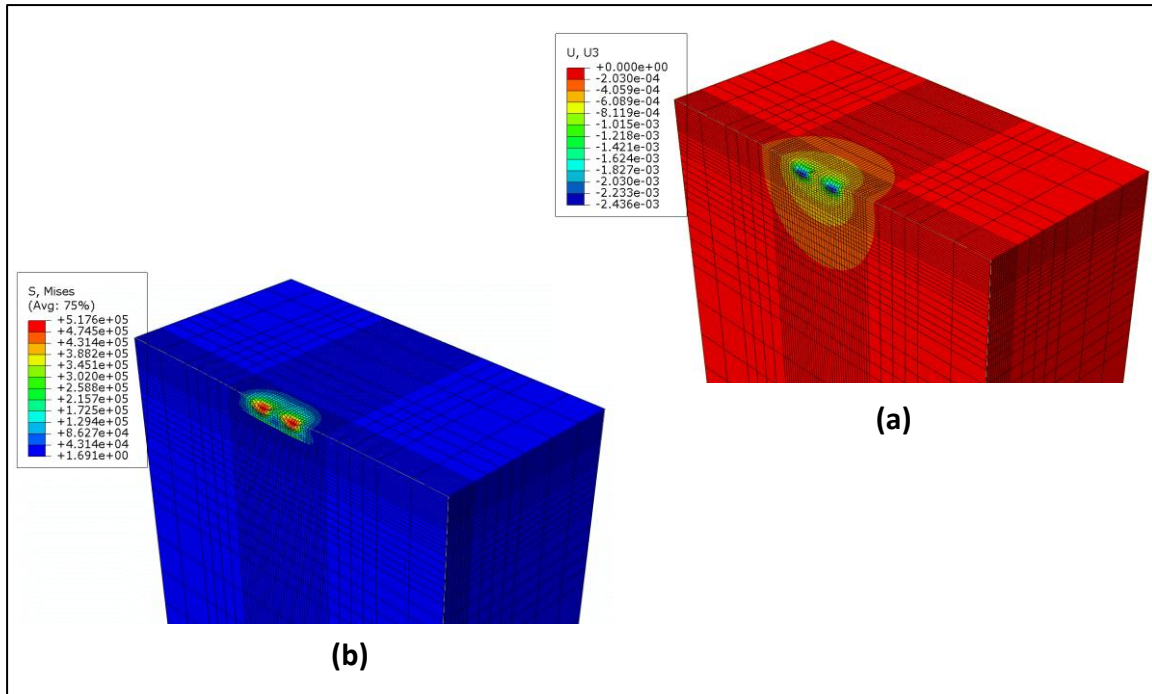 U, U3
+0.000e+00
-2.030e-04
-4.059e-04
-6.089e-04
-8.119e-04
-1.015e-03
-1.218e-03
-1.421e-03
-1.624e-03
-1.827e-03
-2.030e-03
-2.233e-03
-2.436e-03
(a)
S, Mises
(Avg: 75%)
+5.176e+05
+4.745e+05
+4.314e+05
+3.882e+05
+3.451e+05
+3.020e+05
+2.588e+05
+2.157e+05
+1.725e+05
+1.294e+05
+8.627e+04
+4.314e+04
+1.691e+00
(b)